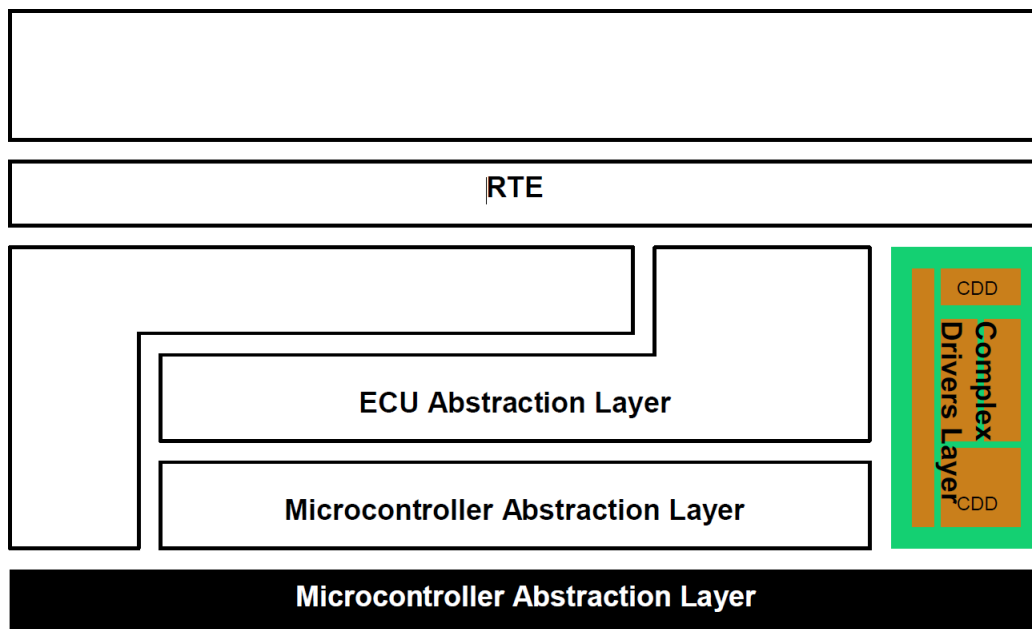 RTE
CDD
Complex
Drivers Layer
ECU Abstraction Layer
CDD
Microcontroller Abstraction Layer
Microcontroller Abstraction Layer